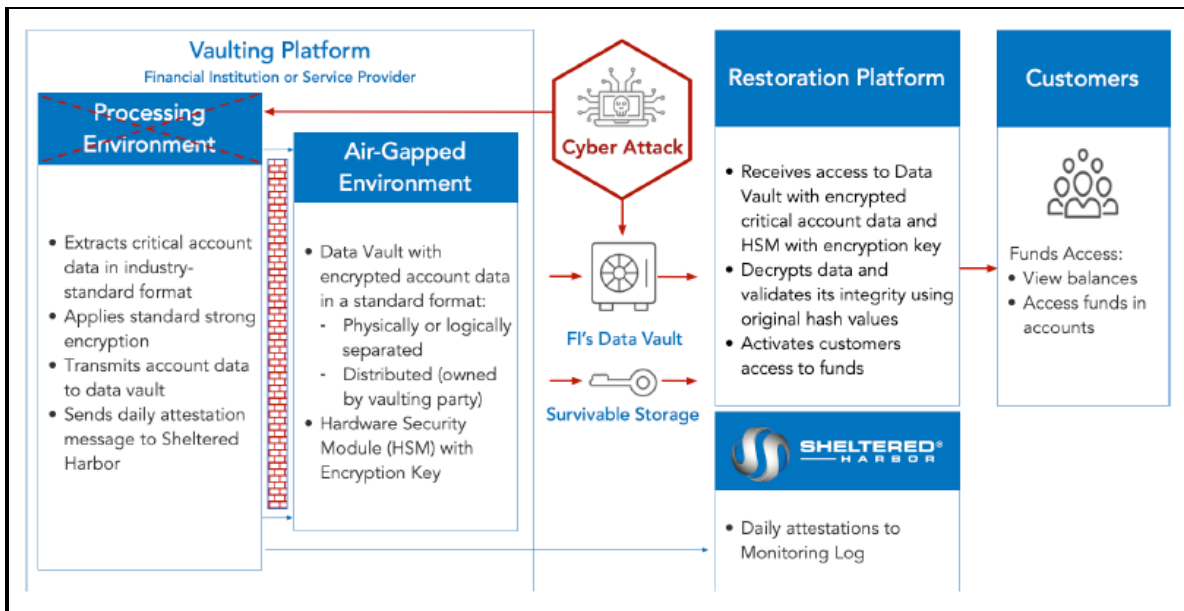 Vaulting Platform
Financial Institution or Service Provider
Processing
Environment
• Extracts critical account
data in industry-
standard format
• Applies standard strong
encryption
• Transmits account data
to data vault
• Sends daily attestation
message to Sheltered
Harbor
Air-Gapped
Environment
• Data Vault with
encrypted account data
in a standard format:
- Physically or logically
separated
- Distributed (owned
by vaulting party)
• Hardware Security
Module (HSM) with
Encryption Key
Cyber Attack
FI's Data Vault
Survivable Storage
Restoration Platform
• Receives access to Data
Vault with encrypted
critical account data and
HSM with encryption key
• Decrypts data and
validates its integrity using
original hash values
• Activates customers
access to funds
SHELTERED®
HARBOR
• Daily attestations to
Monitoring Log
Customers
Funds Access:
• View balances
• Access funds in
accounts